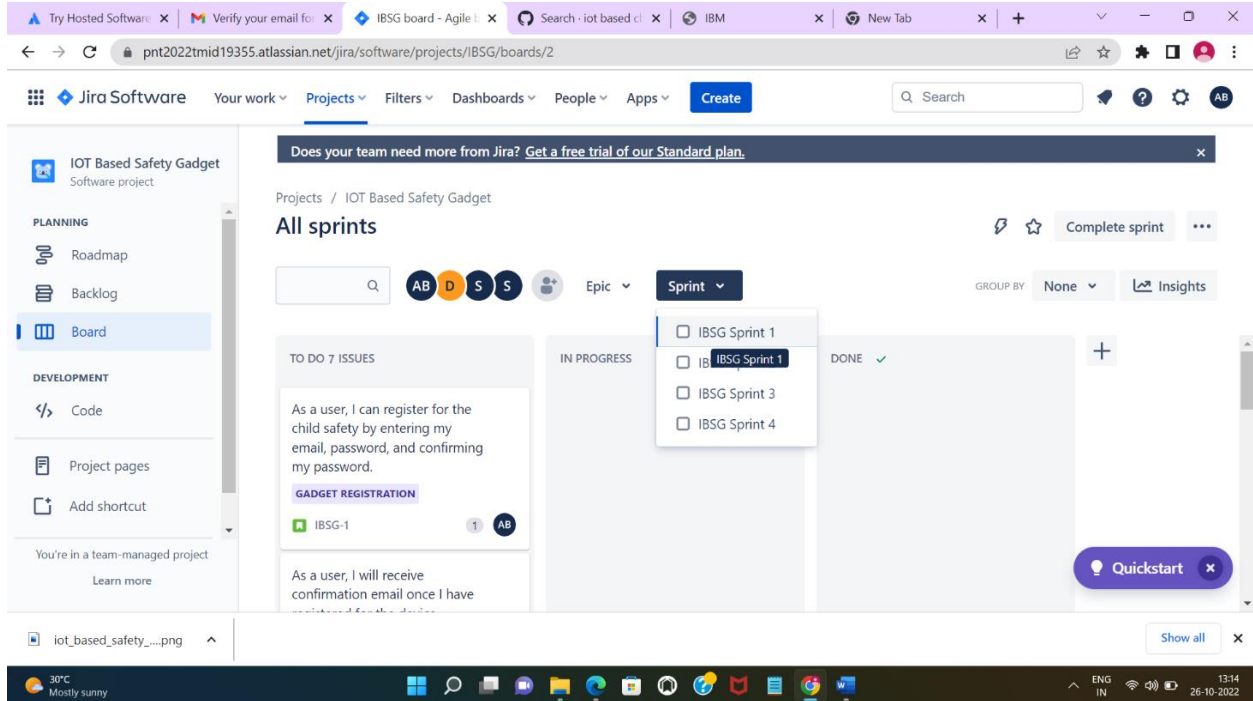 Try Hosted Software
Verify your email fo
IBSG board - Agile b
Search · iot based cl
IBM
New Tab
pnt2022tmid19355.atlassian.net/jira/software/projects/IBSG/boards/2
Jira Software Your work Projects Filters Dashboards People Apps Create Search AB
IOT Based Safety Gadget
Software project
PLANNING
Roadmap
Backlog
Board
DEVELOPMENT
Code
Project pages
Add shortcut
You're in a team-managed project
Learn more
Does your team need more from Jira? Get a free trial of our Standard plan.
Projects / IOT Based Safety Gadget
All sprints
Complete sprint
AB D S S Epic Sprint GROUP BY None Insights
IBSG Sprint 1
IBSG Sprint 1
IBSG Sprint 3
IBSG Sprint 4
TO DO 7 ISSUES
IN PROGRESS
DONE
As a user, I can register for the
child safety by entering my
email, password, and confirming
my password.
GADGET REGISTRATION
IBSG-1 1 AB
As a user, I will receive
confirmation email once I have
Quickstart
iot_based_safety_....png
Show all
30°C
Mostly sunny
ENG
IN
13:14
26-10-2022